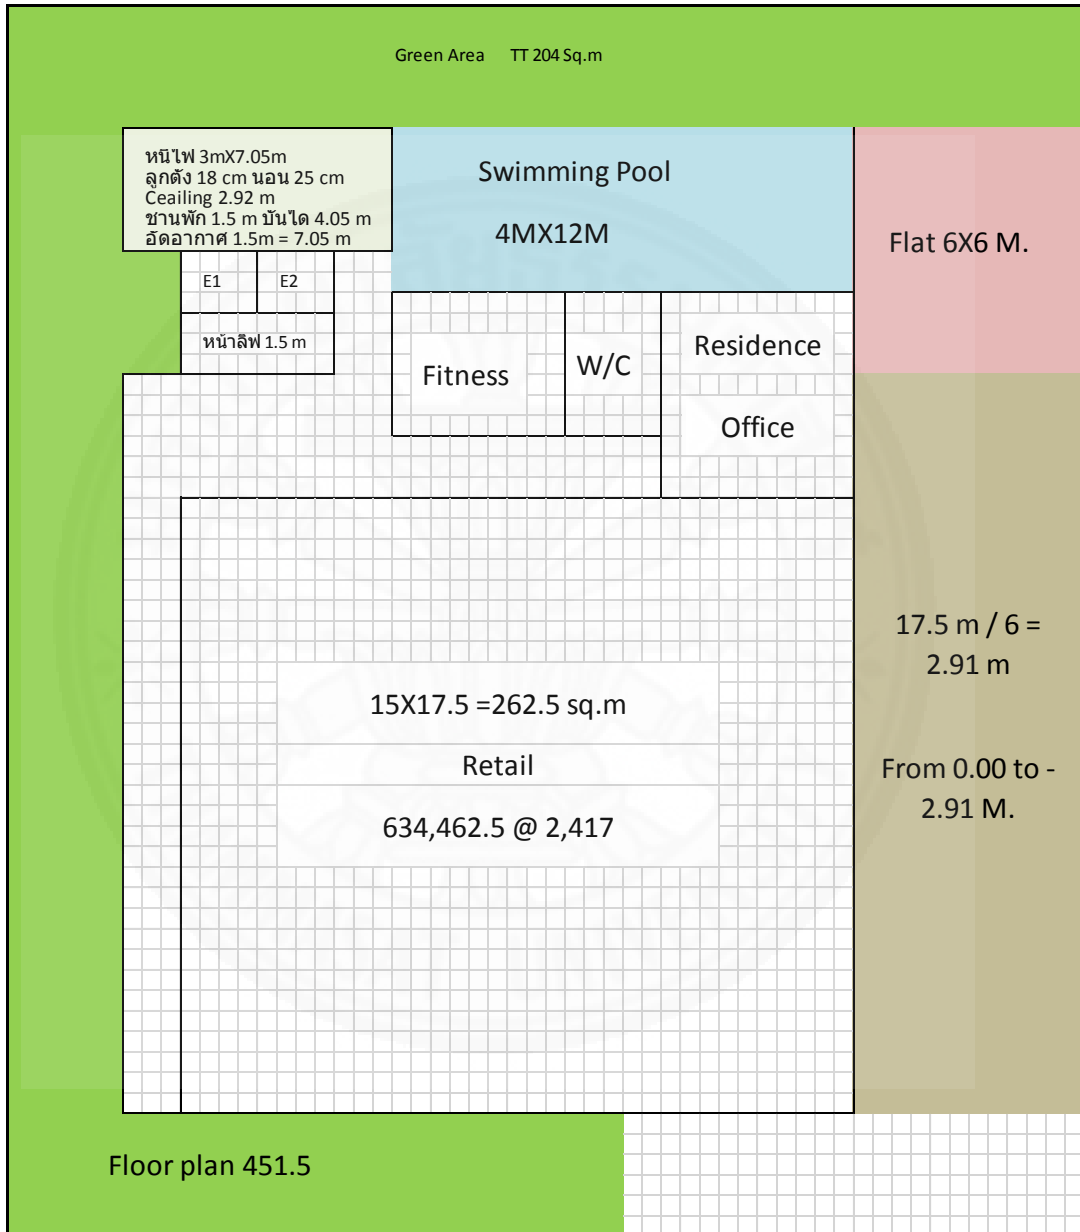 Green Area TT 204 Sq.m
หนีไฟ 3mX7.05m
ลูกตั้ง 18 cm นอน 25 cm
Ceailing 2.92 m
ชานพัก 1.5 m บันได 4.05 m
อัดอากาศ 1.5m = 7.05 m
Swimming Pool
4MX12M
Flat 6X6 M.
E1 E2
หน้าลิฟ 1.5 m
Fitness
W/C
Residence
Office
17.5 m / 6 =
2.91 m
From 0.00 to -
2.91 M.
15X17.5 =262.5 sq.m
Retail
634,462.5 @ 2,417
Floor plan 451.5